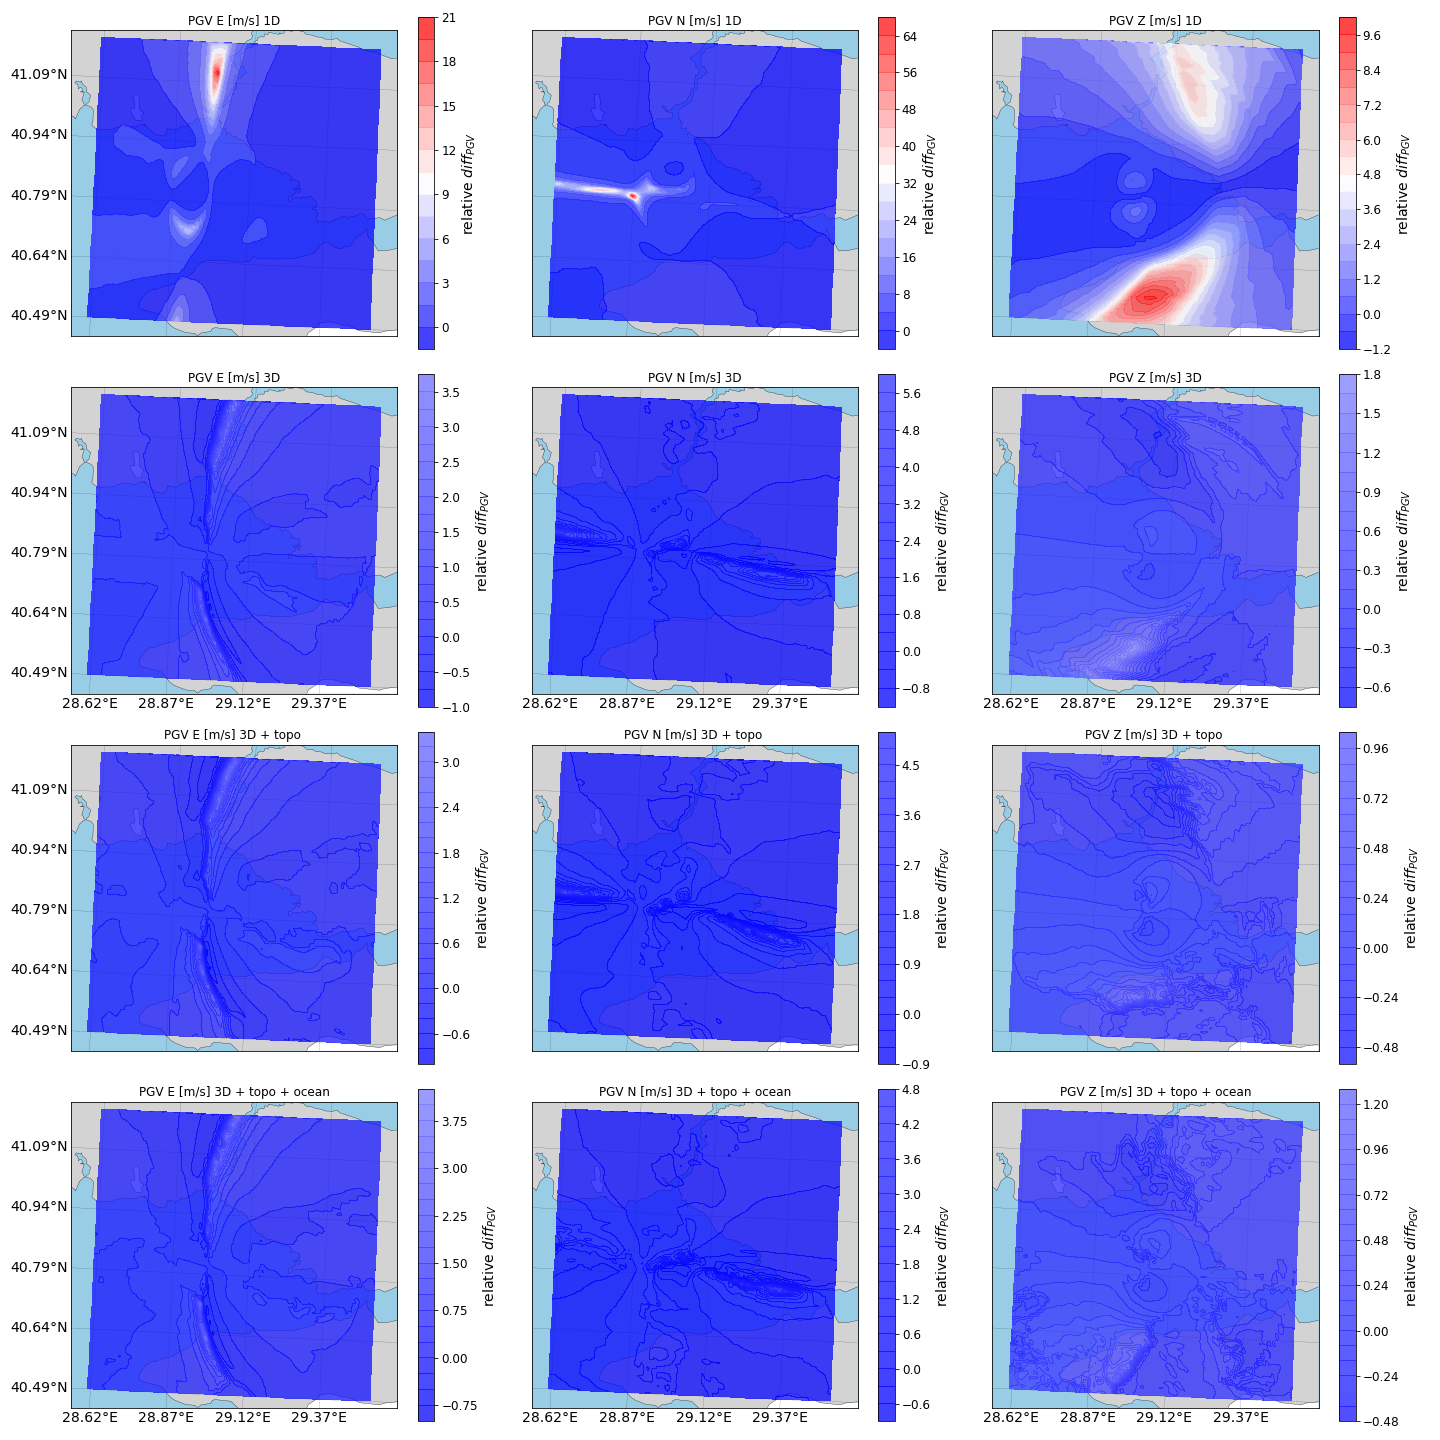 PGV E [m/s] 1D
PGV N [m/s] 1D
PGV Z [m/s] 1D
41.09°N
40.94°N
40.79°N
40.64°N
40.49°N
21
18
15
12
9
6
3
0
relative diff_PGV
64
56
48
40
32
24
16
8
0
relative diff_PGV
9.6
8.4
7.2
6.0
4.8
3.6
2.4
1.2
0.0
−1.2
relative diff_PGV
PGV E [m/s] 3D
PGV N [m/s] 3D
PGV Z [m/s] 3D
41.09°N
40.94°N
40.79°N
40.64°N
40.49°N
28.62°E 28.87°E 29.12°E 29.37°E
3.5
3.0
2.5
2.0
1.5
1.0
0.5
0.0
−0.5
−1.0
relative diff_PGV
28.62°E 28.87°E 29.12°E 29.37°E
5.6
4.8
4.0
3.2
2.4
1.6
0.8
0.0
−0.8
relative diff_PGV
28.62°E 28.87°E 29.12°E 29.37°E
1.8
1.5
1.2
0.9
0.6
0.3
0.0
−0.3
−0.6
relative diff_PGV
PGV E [m/s] 3D + topo
PGV N [m/s] 3D + topo
PGV Z [m/s] 3D + topo
41.09°N
40.94°N
40.79°N
40.64°N
40.49°N
3.0
2.4
1.8
1.2
0.6
0.0
−0.6
relative diff_PGV
4.5
3.6
2.7
1.8
0.9
0.0
−0.9
relative diff_PGV
0.96
0.72
0.48
0.24
0.00
−0.24
−0.48
relative diff_PGV
PGV E [m/s] 3D + topo + ocean
PGV N [m/s] 3D + topo + ocean
PGV Z [m/s] 3D + topo + ocean
41.09°N
40.94°N
40.79°N
40.64°N
40.49°N
28.62°E 28.87°E 29.12°E 29.37°E
3.75
3.00
2.25
1.50
0.75
0.00
−0.75
relative diff_PGV
28.62°E 28.87°E 29.12°E 29.37°E
4.8
4.2
3.6
3.0
2.4
1.8
1.2
0.6
0.0
−0.6
relative diff_PGV
28.62°E 28.87°E 29.12°E 29.37°E
1.20
0.96
0.72
0.48
0.24
0.00
−0.24
−0.48
relative diff_PGV